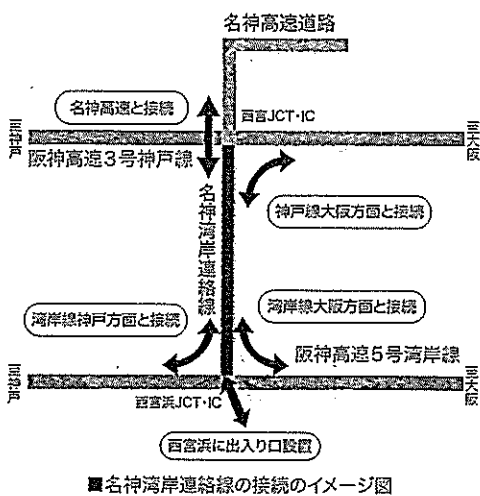 名神高速道路
名神高速と接続
西宮JCT・IC
至神戸
至大阪
阪神高速3号神戸線
名神湾岸連絡線
神戸線大阪方面と接続
湾岸線神戸方面と接続
湾岸線大阪方面と接続
阪神高速5号湾岸線
至神戸
至大阪
西宮浜JCT・IC
西宮浜に出入り口設置
■名神湾岸連絡線の接続のイメージ図